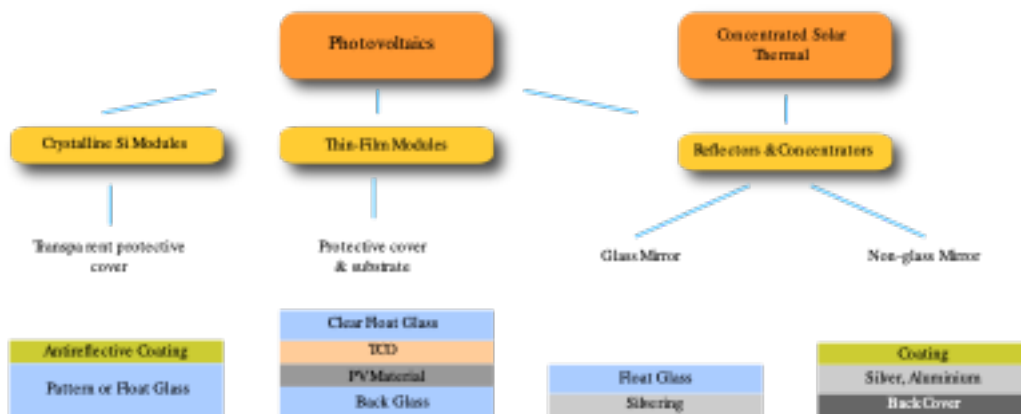 Photovoltaics
Concentrated Solar
Thermal
Crystalline Si Modules
Thin-Film Modules
Reflectors & Concentrators
Transparent protective
cover
Protective cover
& substrate
Glass Mirror
Non-glass Mirror
Antireflective Coating
Pattern or Float Glass
Clear Float Glass
TCO
PV Material
Back Glass
Float Glass
Silvering
Coating
Silver, Aluminium
Back Cover